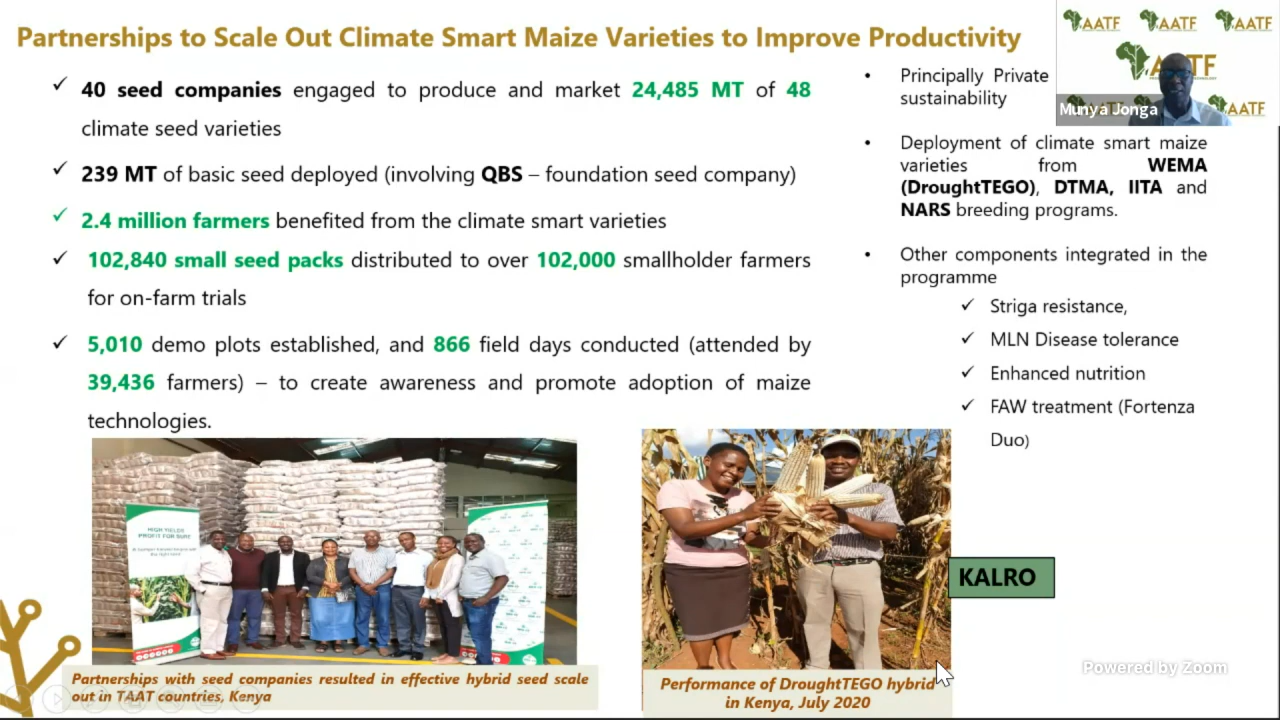 Partnerships to Scale Out Climate Smart Maize Varieties to Improve Productivity
✓ 40 seed companies engaged to produce and market 24,485 MT of 48
climate seed varieties
✓ 239 MT of basic seed deployed (involving QBS – foundation seed company)
✓ 2.4 million farmers benefited from the climate smart varieties
✓ 102,840 small seed packs distributed to over 102,000 smallholder farmers
for on-farm trials
✓ 5,010 demo plots established, and 866 field days conducted (attended by
39,436 farmers) – to create awareness and promote adoption of maize
technologies.
• Principally Private
sustainability
• Deployment of climate smart maize
varieties from WEMA
(DroughtTEGO), DTMA, IITA and
NARS breeding programs.
• Other components integrated in the
programme
✓ Striga resistance,
✓ MLN Disease tolerance
✓ Enhanced nutrition
✓ FAW treatment (Fortenza
Duo)
AATF AATF AATF
TF
AATF
Munya Jonga
HIGH YIELDS
PROFIT FOR SURE
KALRO
Partnerships with seed companies resulted in effective hybrid seed scale
out in TAAT countries, Kenya
Performance of DroughtTEGO hybrid
in Kenya, July 2020
Powered by Zoom